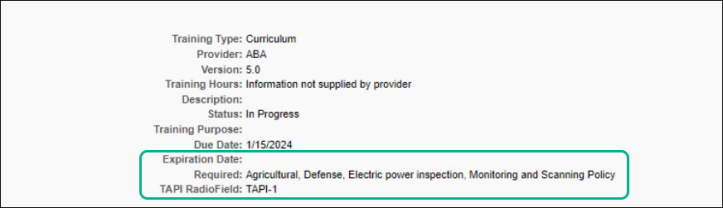 Training Type: Curriculum
Provider: ABA
Version: 5.0
Training Hours: Information not supplied by provider
Description:
Status: In Progress
Training Purpose:
Due Date: 1/15/2024
Expiration Date:
Required: Agricultural, Defense, Electric power inspection, Monitoring and Scanning Policy
TAPI RadioField: TAPI-1